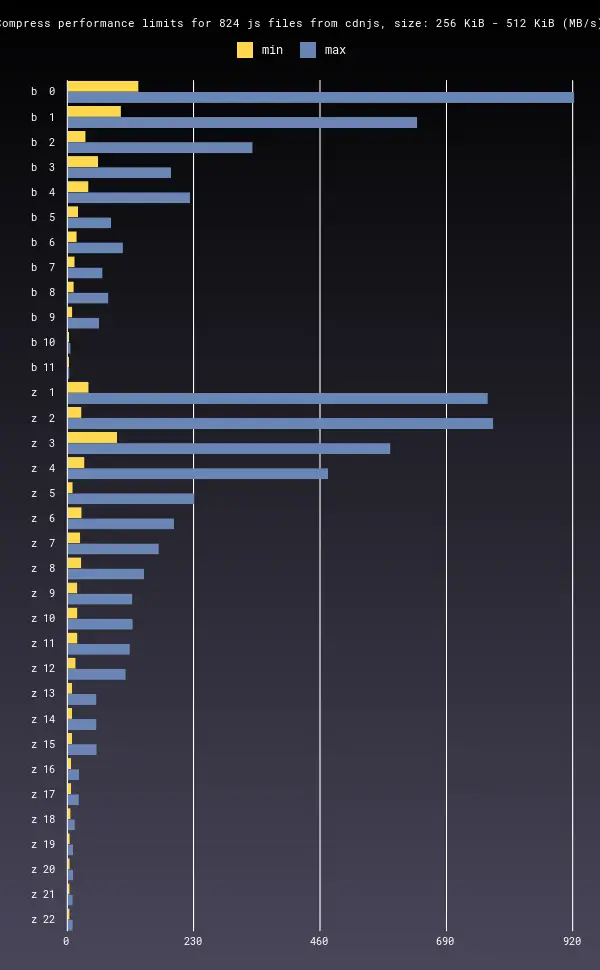 Compress performance limits for 824 js files from cdnjs, size: 256 KiB - 512 KiB (MB/s)
min max
b 0
b 1
b 2
b 3
b 4
b 5
b 6
b 7
b 8
b 9
b 10
b 11
z 1
z 2
z 3
z 4
z 5
z 6
z 7
z 8
z 9
z 10
z 11
z 12
z 13
z 14
z 15
z 16
z 17
z 18
z 19
z 20
z 21
z 22
0 230 460 690 920